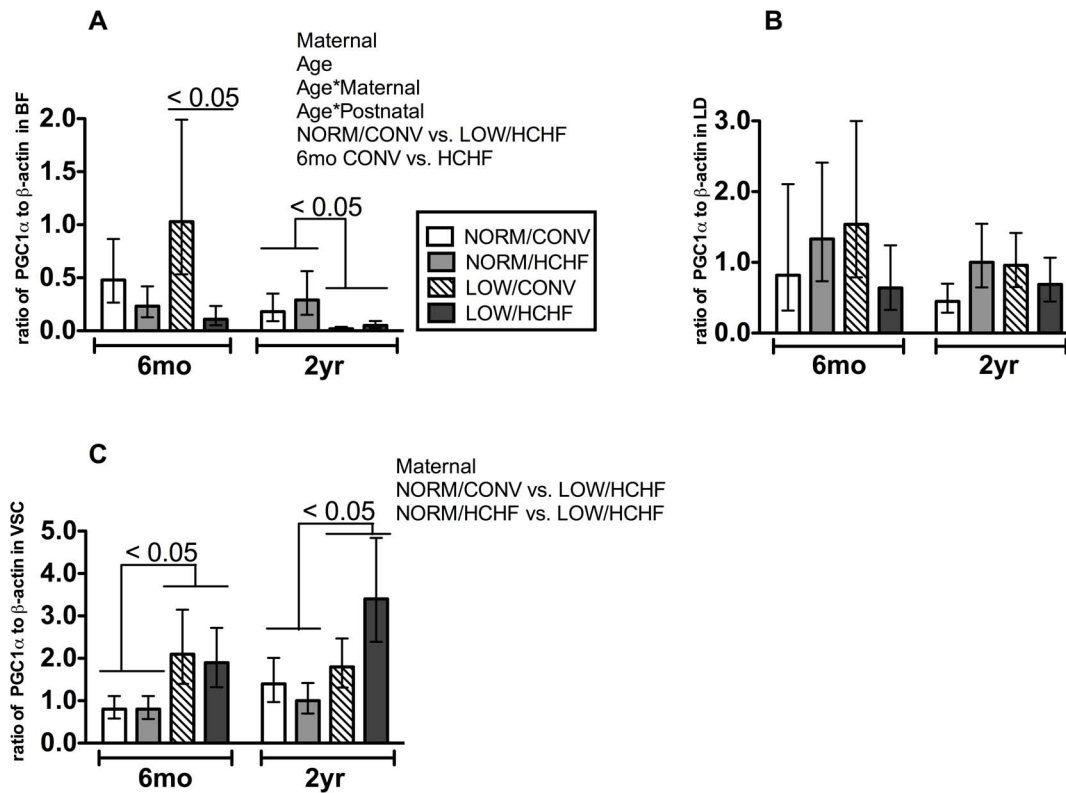 A
Maternal
Age
Age*Maternal
Age*Postnatal
NORM/CONV vs. LOW/HCHF
6mo CONV vs. HCHF
ratio of PGC1α to β-actin in BF
2.0
1.5
1.0
0.5
0.0
< 0.05
< 0.05
6mo
2yr
NORM/CONV
NORM/HCHF
LOW/CONV
LOW/HCHF
B
ratio of PGC1α to β-actin in LD
3.0
2.0
1.0
0.0
6mo
2yr
C
Maternal
NORM/CONV vs. LOW/HCHF
NORM/HCHF vs. LOW/HCHF
ratio of PGC1α to β-actin in VSC
5.0
4.0
3.0
2.0
1.0
0.0
< 0.05
< 0.05
6mo
2yr